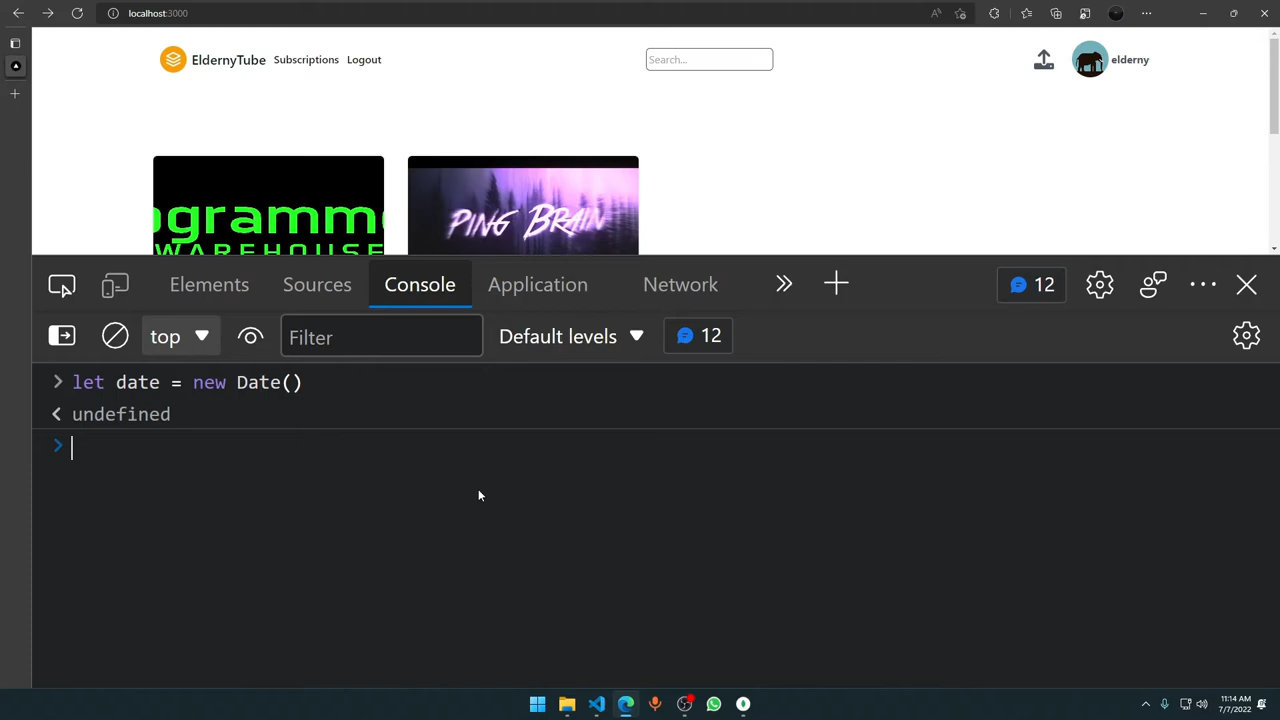 localhost:3000
EldernyTube Subscriptions Logout
Search...
elderny
ogramme
WAREHOUSE
PING BRAIN
Elements Sources Console Application Network 12
top Filter Default levels 12
let date = new Date()
undefined
11:14 AM
7/7/2022